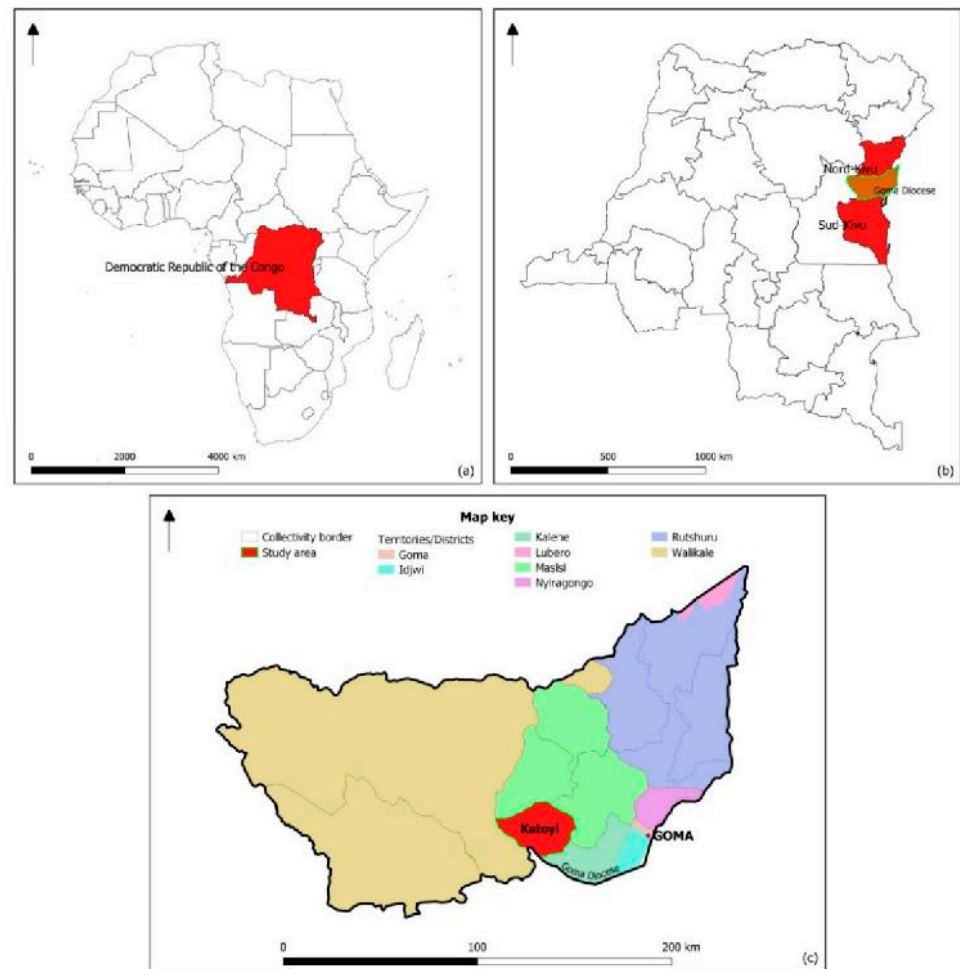 Democratic Republic of the Congo
0 2000 4000 km
(a)
Nord-Kivu
Goma Diocese
Sud-Kivu
0 500 1000 km
(b)
Map key
Collectivity border
Study area
Territories/Districts
Goma
Idjwi
Kalehe
Lubero
Masisi
Nyiragongo
Rutshuru
Walikale
Katoyi
GOMA
Goma Diocese
0 100 200 km
(c)